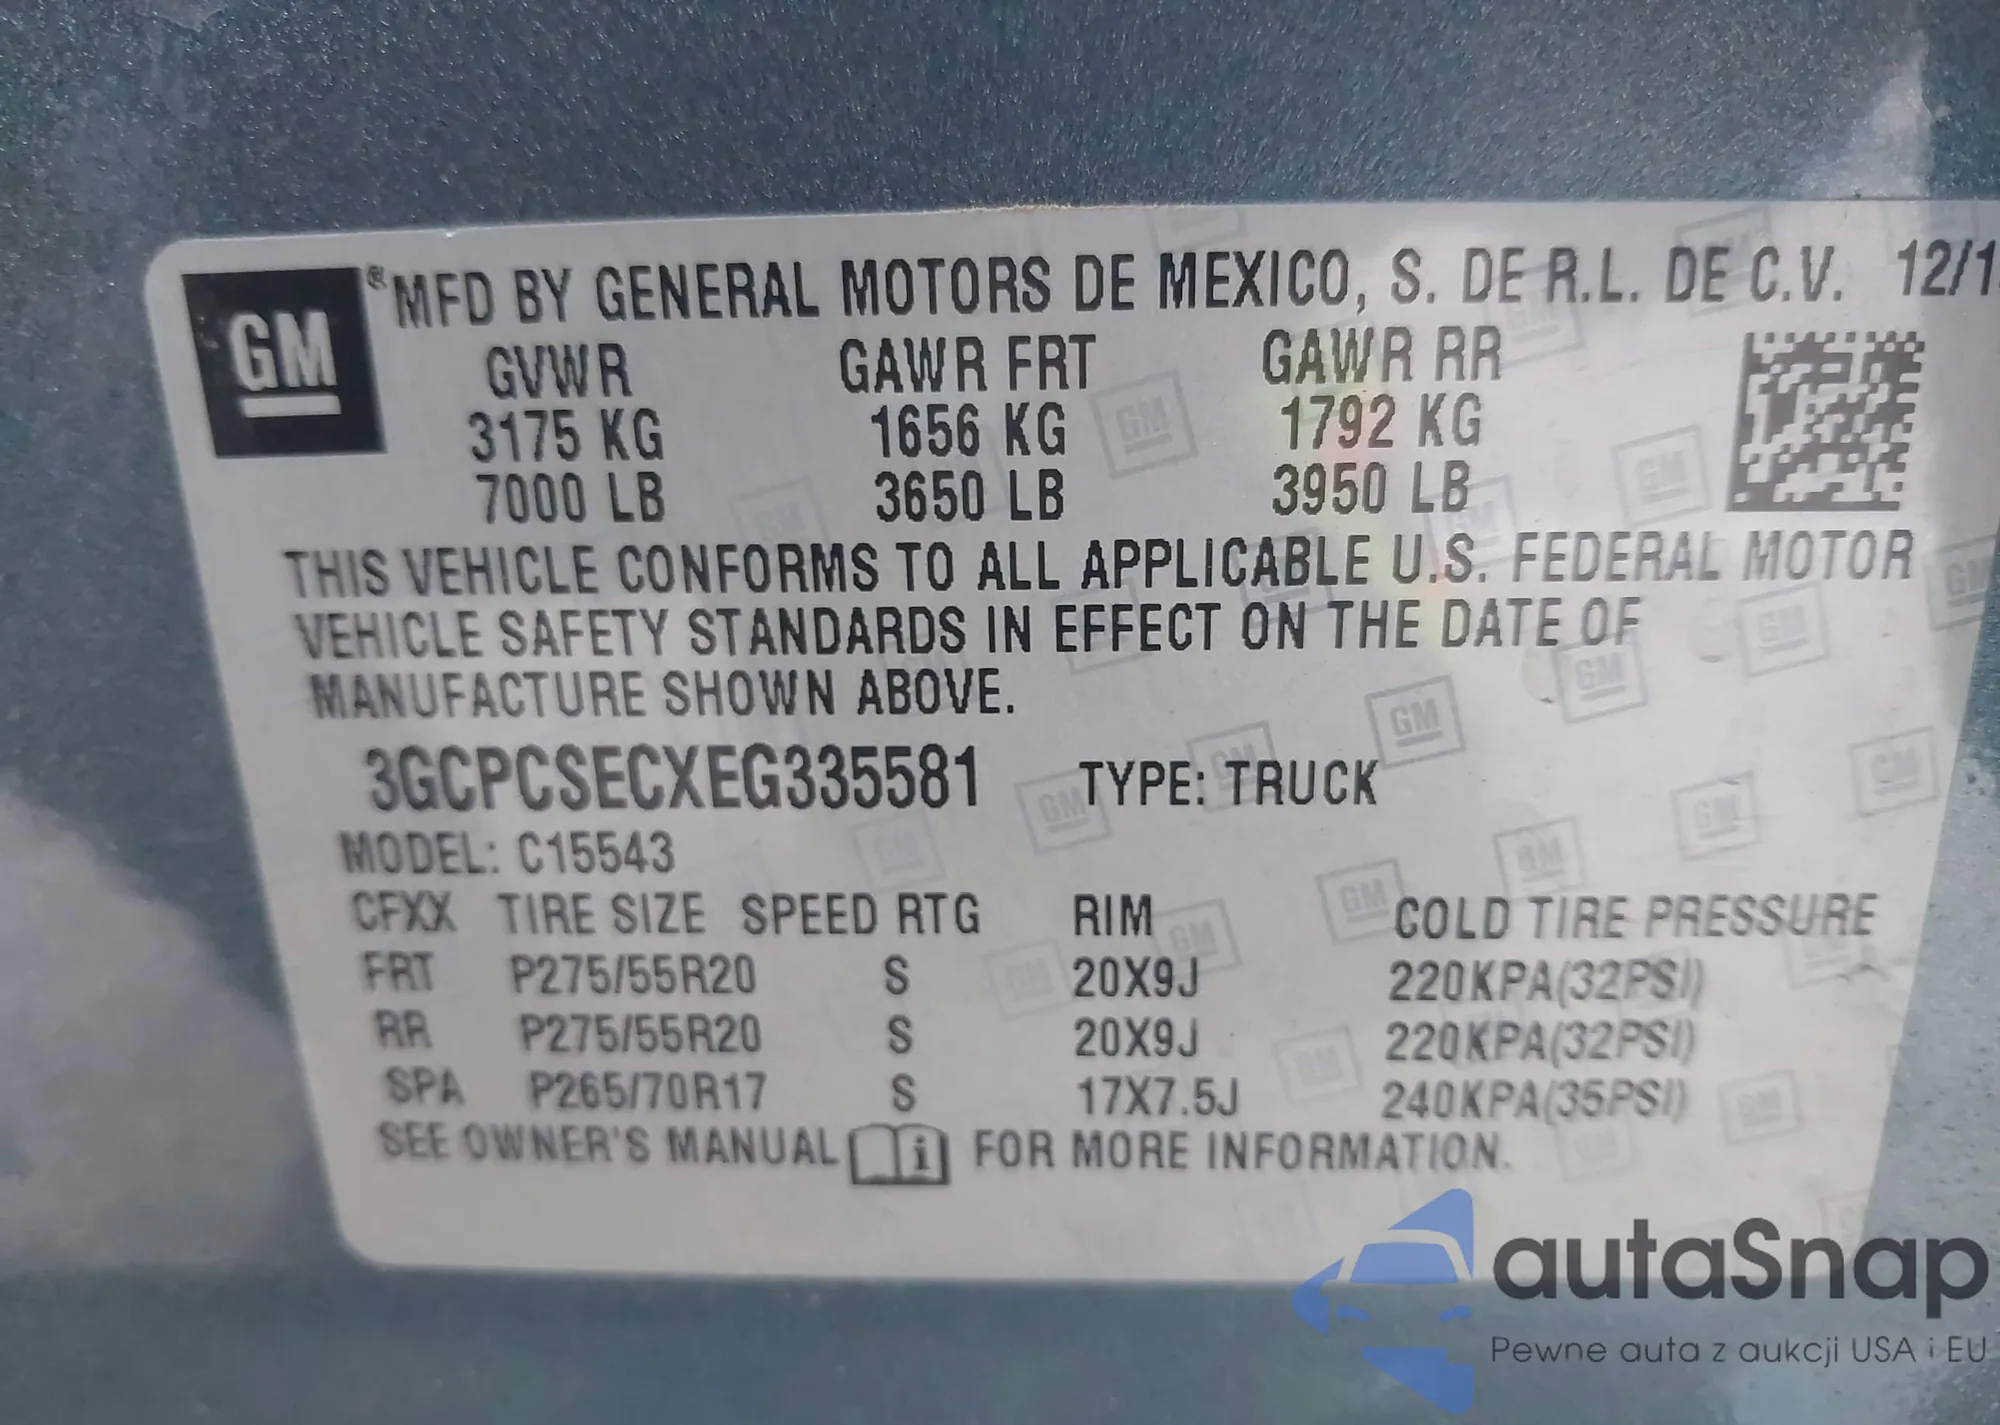 GM ® MFD BY GENERAL MOTORS DE MEXICO, S. DE R.L. DE C.V. 12/1
GVWR GAWR FRT GAWR RR
3175 KG 1656 KG 1792 KG
7000 LB 3650 LB 3950 LB
THIS VEHICLE CONFORMS TO ALL APPLICABLE U.S. FEDERAL MOTOR
VEHICLE SAFETY STANDARDS IN EFFECT ON THE DATE OF
MANUFACTURE SHOWN ABOVE.
3GCPCSECXEG335581 TYPE: TRUCK
MODEL: C15543
CFXX TIRE SIZE SPEED RTG RIM COLD TIRE PRESSURE
FRT P275/55R20 S 20X9J 220KPA(32PSI)
RR P275/55R20 S 20X9J 220KPA(32PSI)
SPA P265/70R17 S 17X7.5J 240KPA(35PSI)
SEE OWNER'S MANUAL i FOR MORE INFORMATION.
autaSnap
Pewne auta z aukcji USA i EU